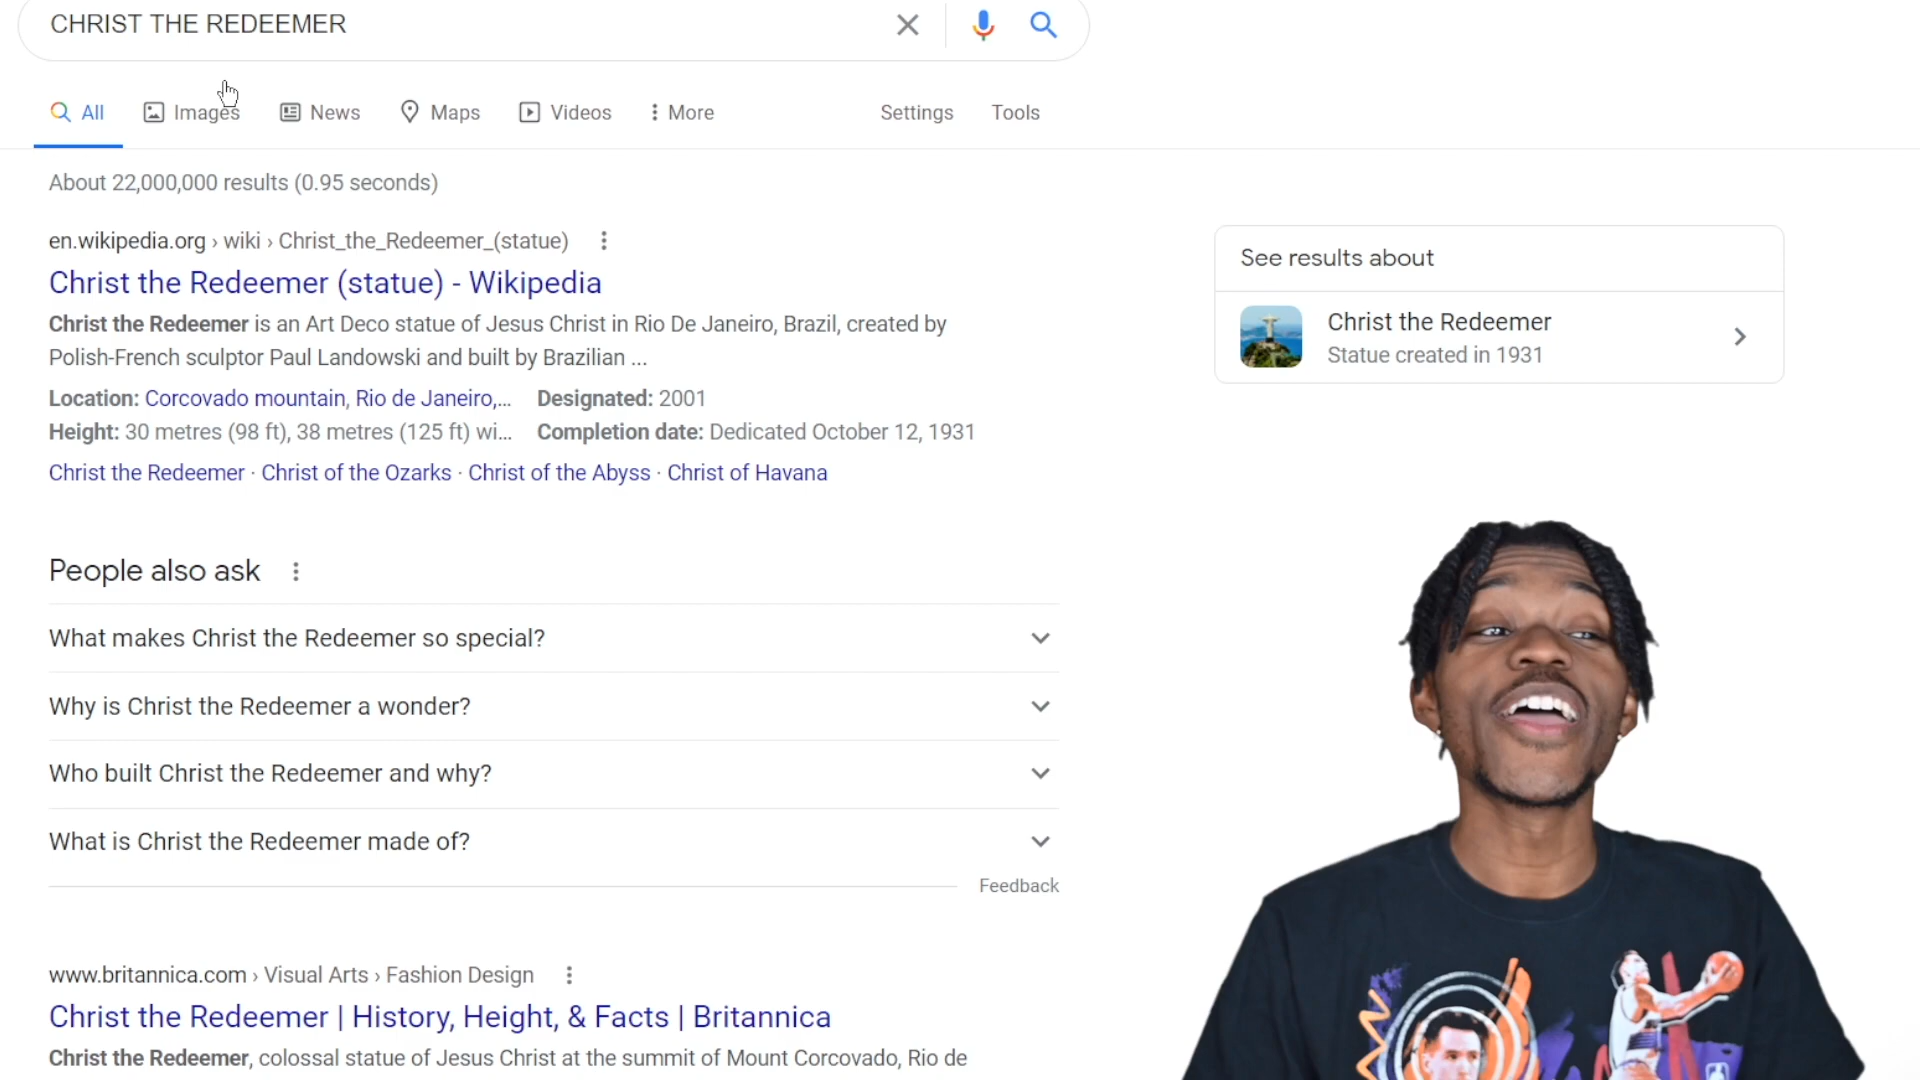 CHRIST THE REDEEMER
All Images News Maps Videos More Settings Tools
About 22,000,000 results (0.95 seconds)
en.wikipedia.org › wiki › Christ_the_Redeemer_(statue)
Christ the Redeemer (statue) - Wikipedia
Christ the Redeemer is an Art Deco statue of Jesus Christ in Rio De Janeiro, Brazil, created by
Polish-French sculptor Paul Landowski and built by Brazilian ...
Location: Corcovado mountain, Rio de Janeiro,... Designated: 2001
Height: 30 metres (98 ft), 38 metres (125 ft) wi... Completion date: Dedicated October 12, 1931
Christ the Redeemer · Christ of the Ozarks · Christ of the Abyss · Christ of Havana
See results about
Christ the Redeemer
Statue created in 1931
People also ask
What makes Christ the Redeemer so special?
Why is Christ the Redeemer a wonder?
Who built Christ the Redeemer and why?
What is Christ the Redeemer made of?
Feedback
www.britannica.com › Visual Arts › Fashion Design
Christ the Redeemer | History, Height, & Facts | Britannica
Christ the Redeemer, colossal statue of Jesus Christ at the summit of Mount Corcovado, Rio de